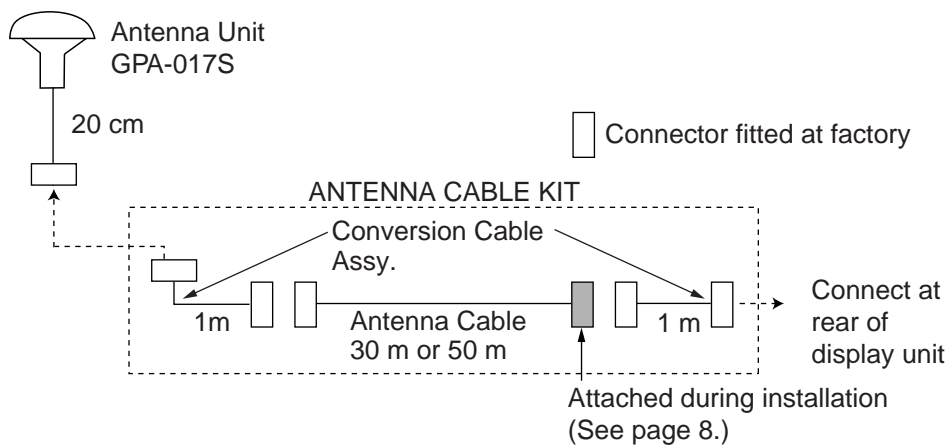 Antenna Unit
GPA-017S
20 cm
Connector fitted at factory
ANTENNA CABLE KIT
Conversion Cable
Assy.
1m
Antenna Cable
30 m or 50 m
1 m
Connect at
rear of
display unit
Attached during installation
(See page 8.)